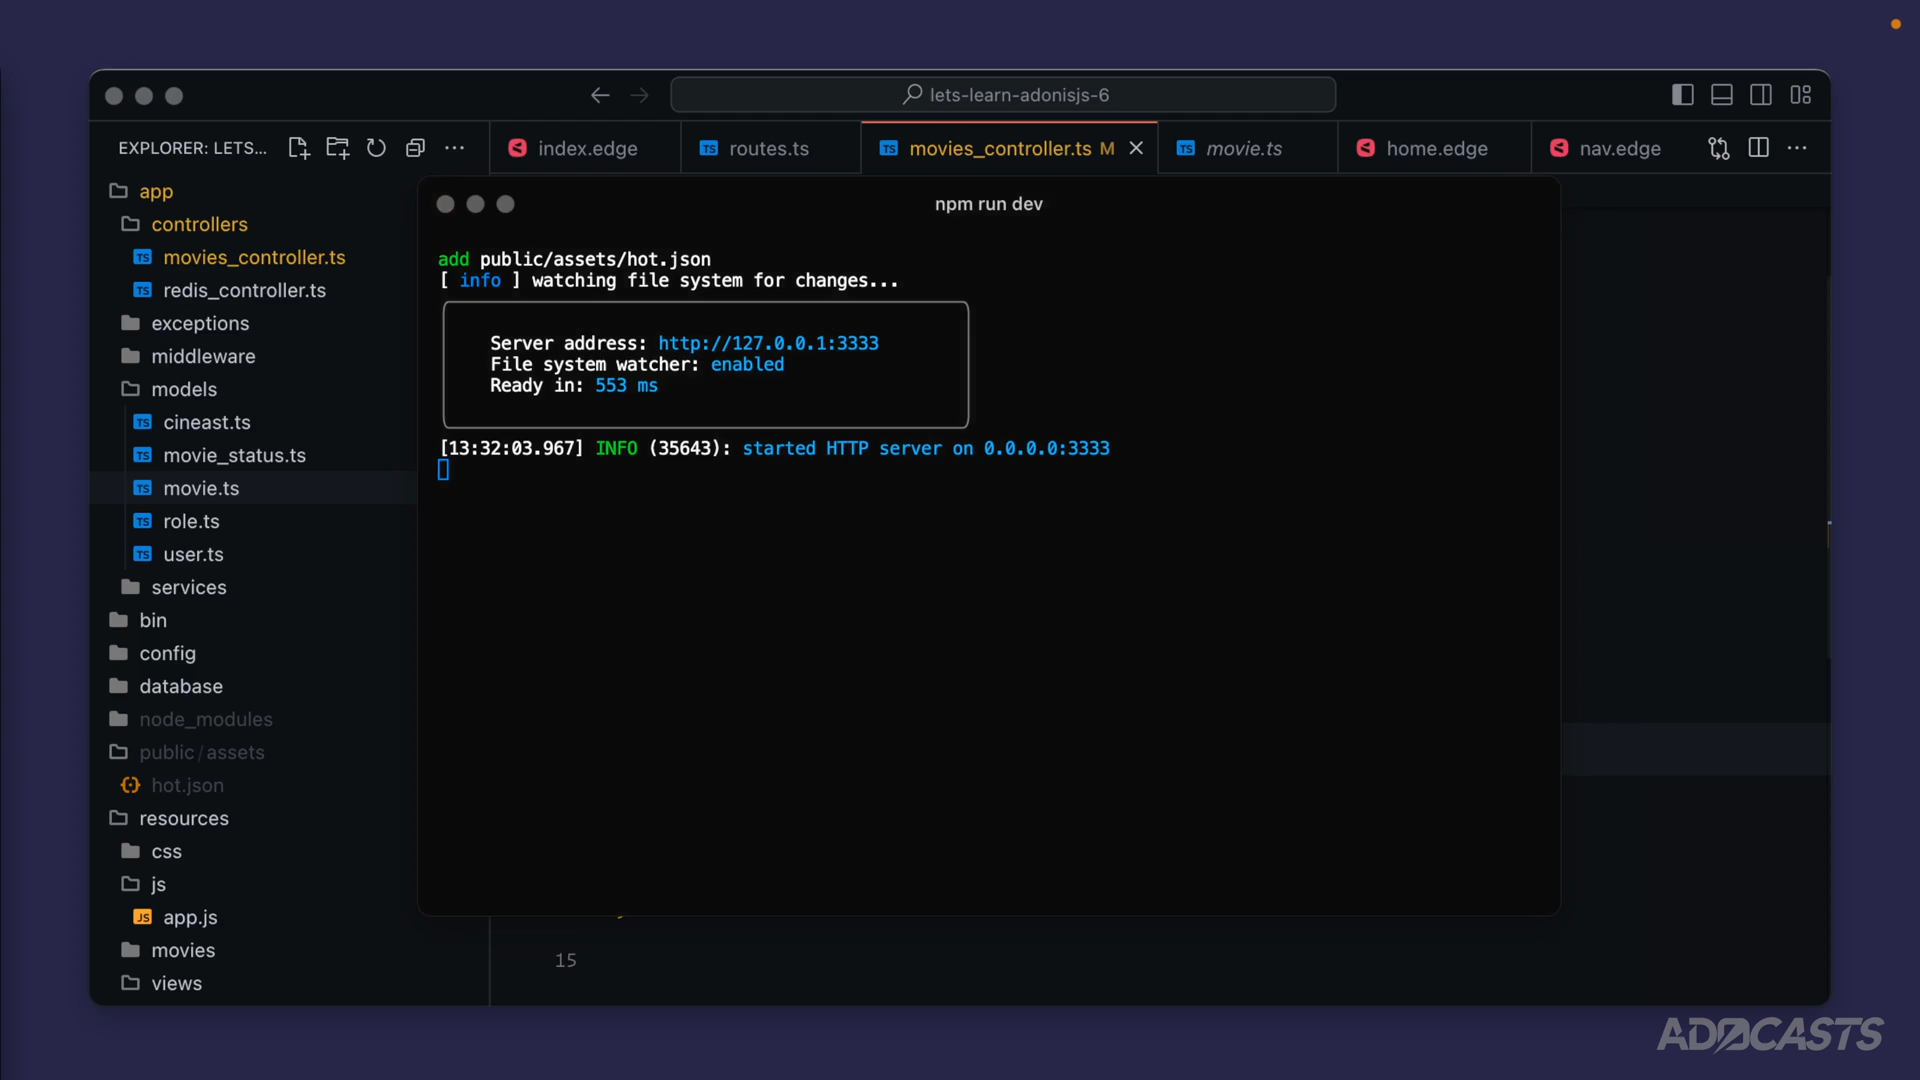 lets-learn-adonisjs-6
EXPLORER: LETS...
index.edge
routes.ts
movies_controller.ts M
movie.ts
home.edge
nav.edge
app
controllers
movies_controller.ts
redis_controller.ts
exceptions
middleware
models
cineast.ts
movie_status.ts
movie.ts
role.ts
user.ts
services
bin
config
database
node_modules
public/assets
hot.json
resources
css
js
app.js
movies
views
npm run dev
add public/assets/hot.json
[ info ] watching file system for changes...
Server address: http://127.0.0.1:3333
File system watcher: enabled
Ready in: 553 ms
[13:32:03.967] INFO (35643): started HTTP server on 0.0.0.0:3333
15
ADOCASTS